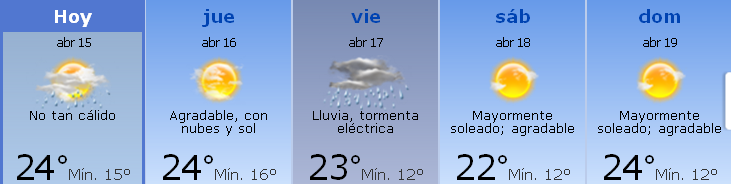 Hoy
abr 15
No tan cálido
24° Mín. 15°
jue
abr 16
Agradable, con
nubes y sol
24° Mín. 16°
vie
abr 17
Lluvia, tormenta
eléctrica
23° Mín. 12°
sáb
abr 18
Mayormente
soleado; agradable
22° Mín. 12°
dom
abr 19
Mayormente
soleado; agradable
24° Mín. 12°